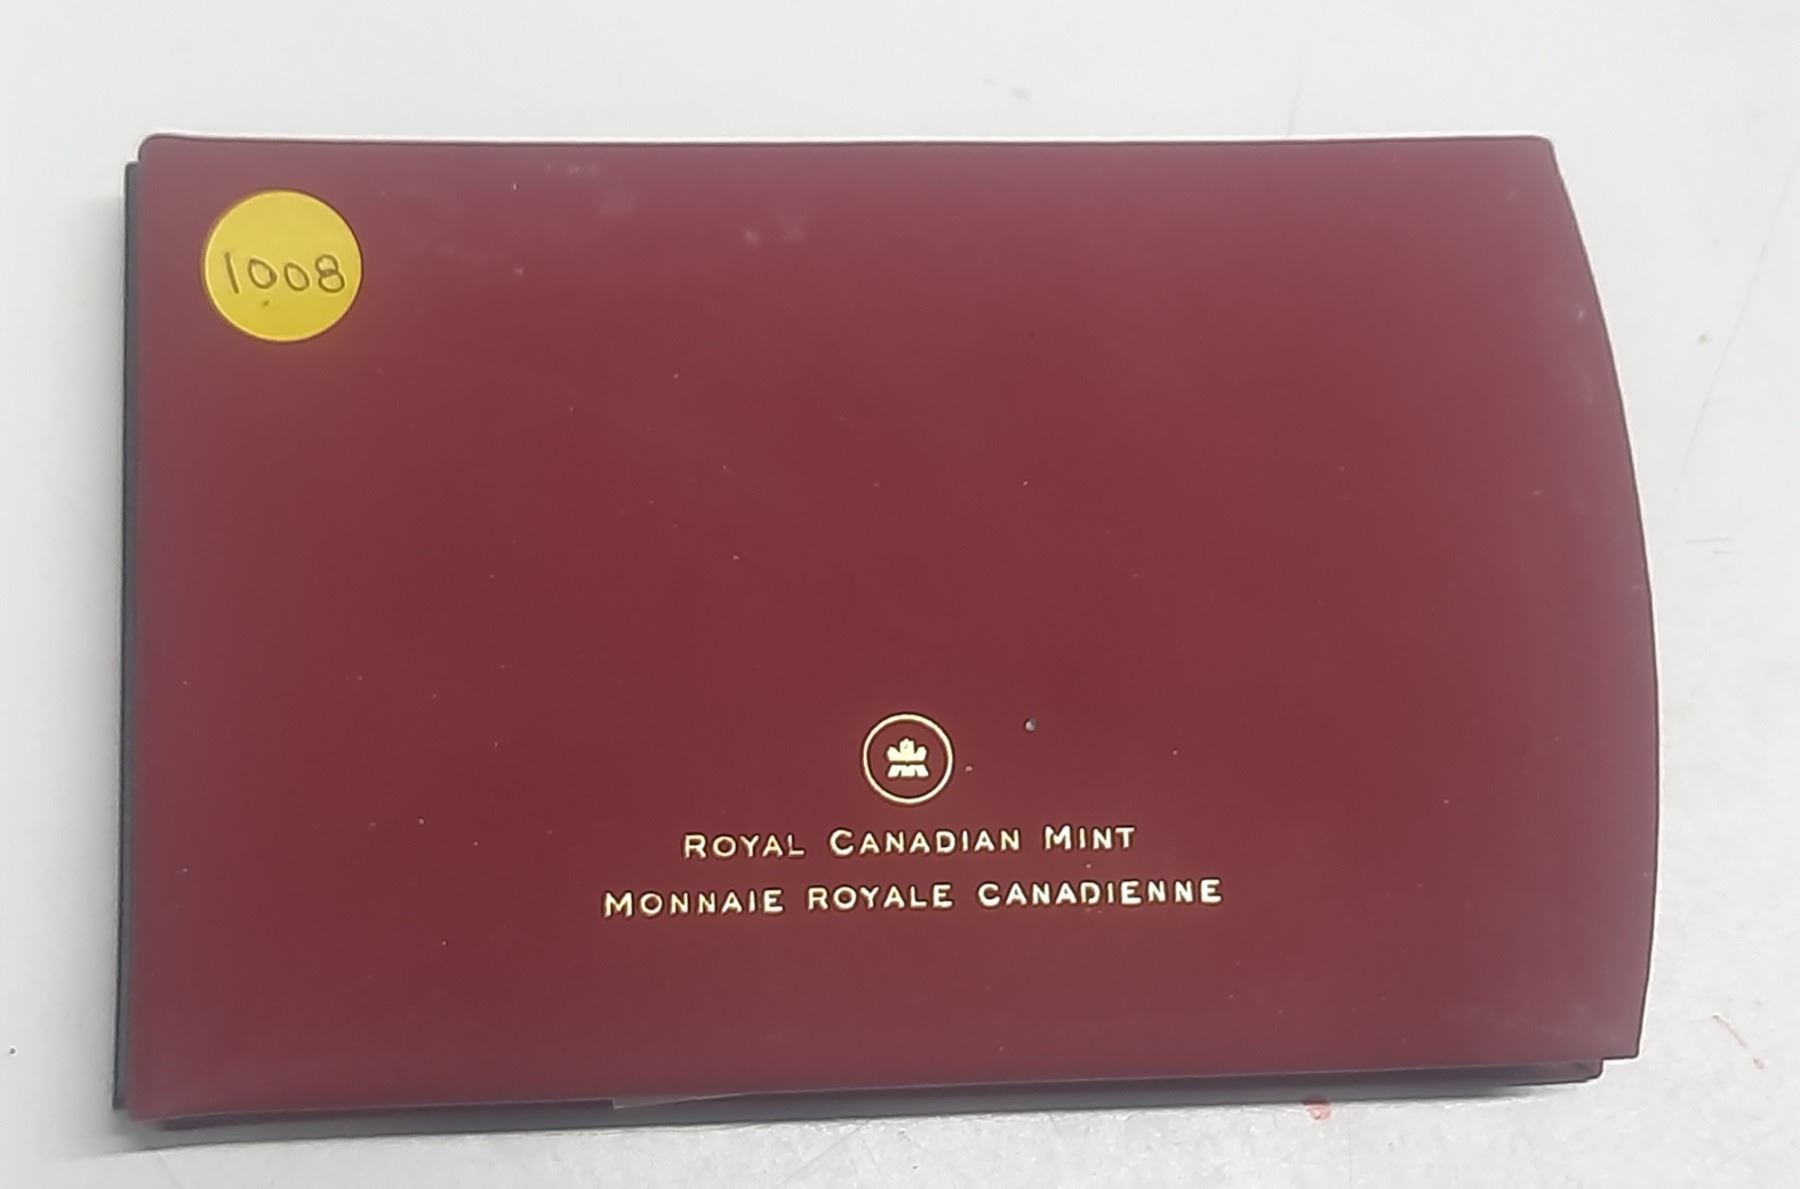 1008
ROYAL CANADIAN MINT
MONNAIE ROYALE CANADIENNE